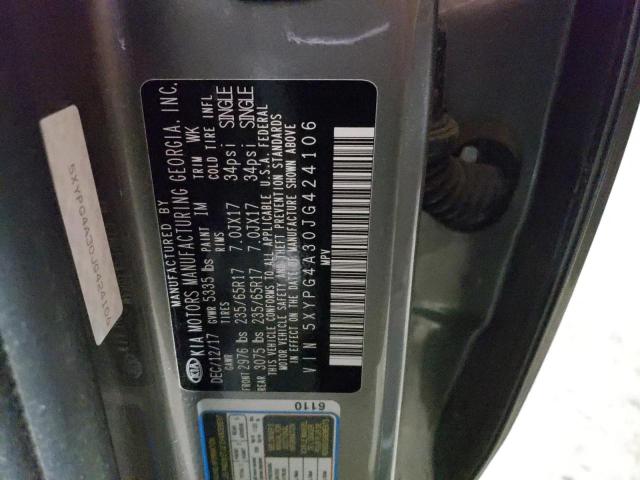 MANUFACTURED BY
KIA KIA MOTORS MANUFACTURING GEORGIA, INC.
DEC/12/17 GVWR 5335 lbs PAINT IM TRIM WK
GAWR TIRES RIMS COLD TIRE INFL
FRONT 2976 lbs 235/65R17 7.0JX17 34psi SINGLE
REAR 3075 lbs 235/65R17 7.0JX17 34psi SINGLE
THIS VEHICLE CONFORMS TO ALL APPLICABLE U.S.A. FEDERAL
MOTOR VEHICLE SAFETY AND THEFT PREVENTION STANDARDS
IN EFFECT ON THE DATE OF MANUFACTURE SHOWN ABOVE
VIN 5XYPG4A30JG424106
MPV
5XYPG4A30JG424106
6110